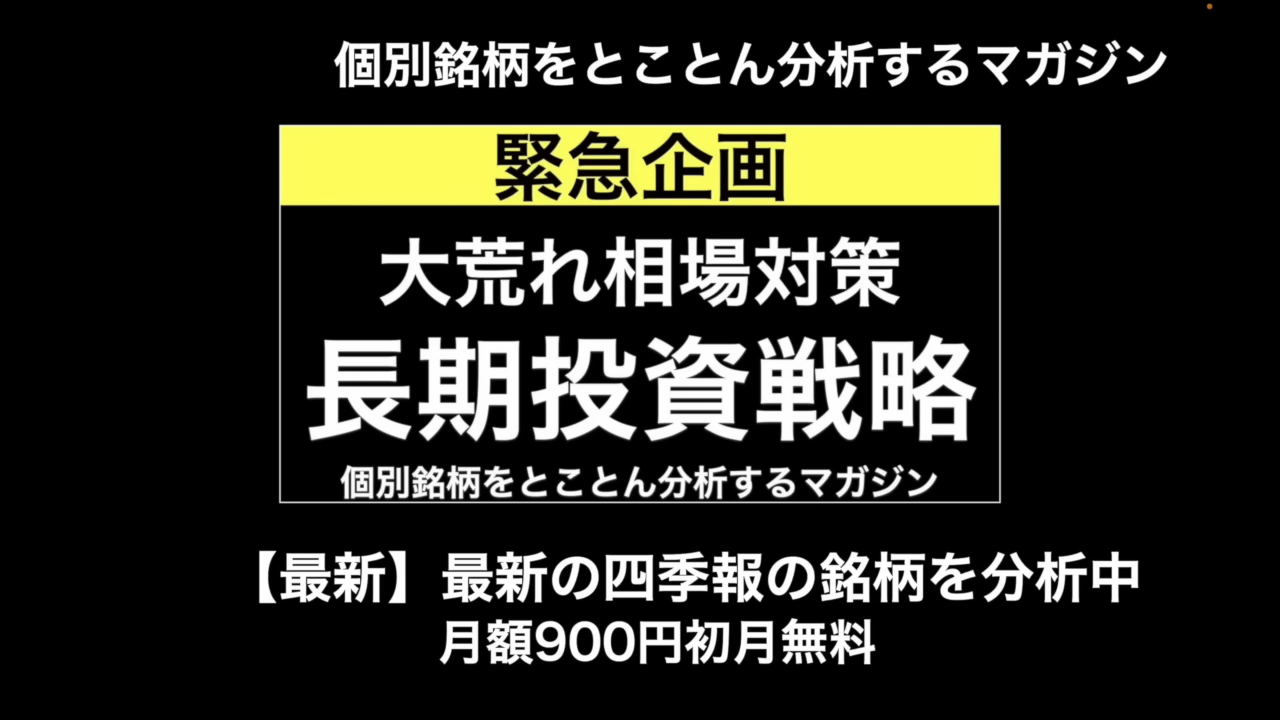 個別銘柄をとことん分析するマガジン
緊急企画
大荒れ相場対策
長期投資戦略
個別銘柄をとことん分析するマガジン
【最新】最新の四季報の銘柄を分析中
月額900円初月無料